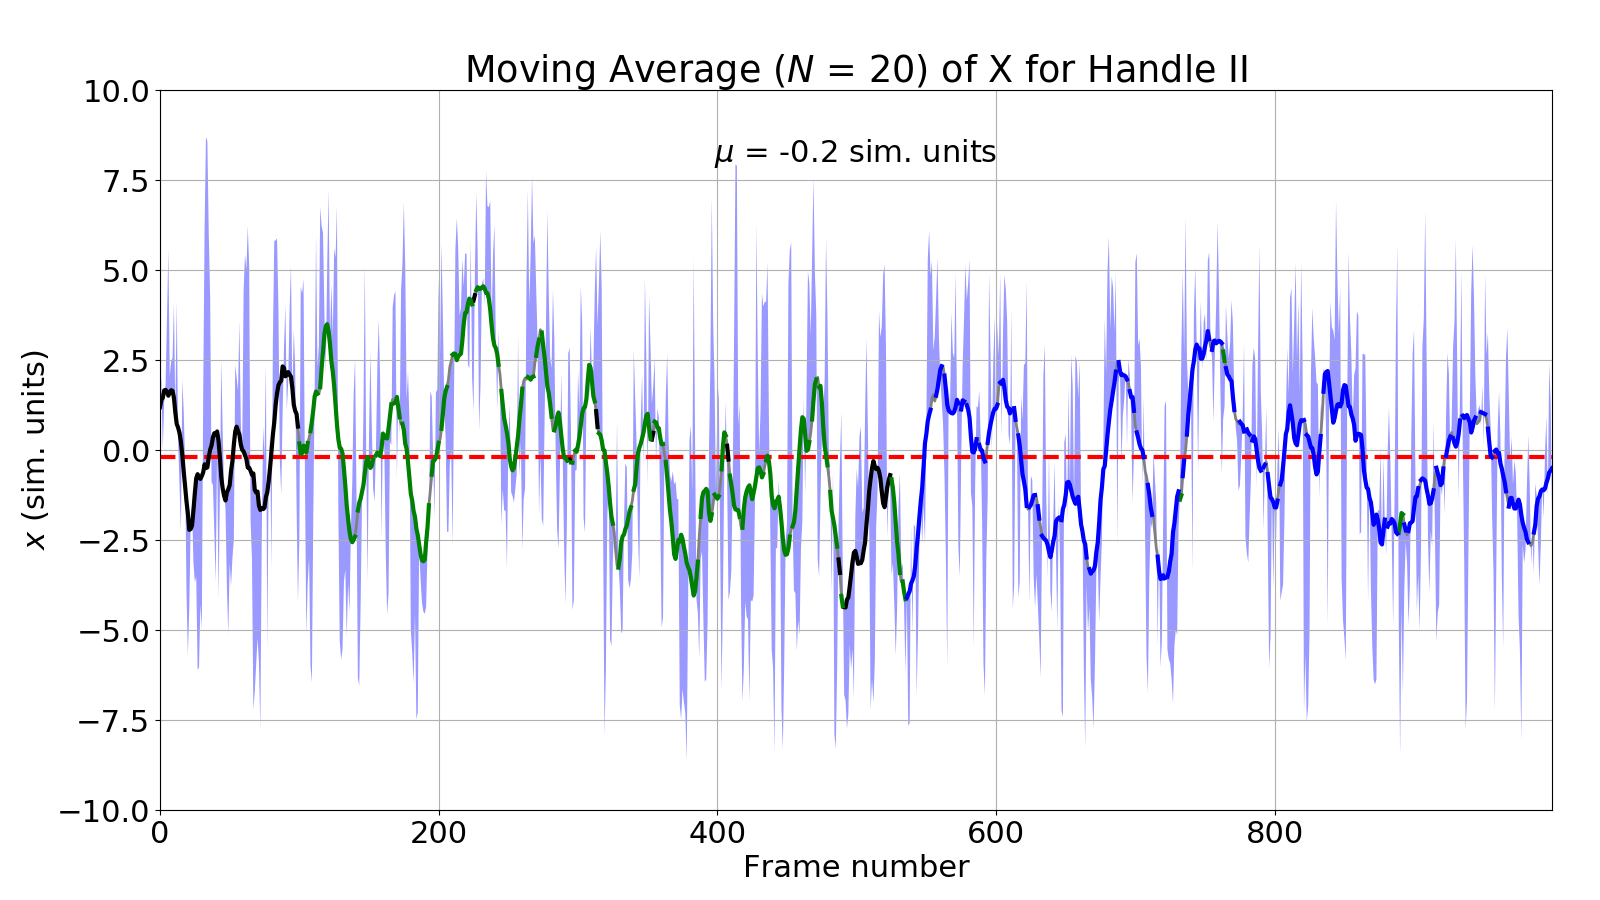 Moving Average (N = 20) of X for Handle II
μ = -0.2 sim. units
10.0
7.5
5.0
2.5
0.0
−2.5
−5.0
−7.5
−10.0
x (sim. units)
0 200 400 600 800
Frame number